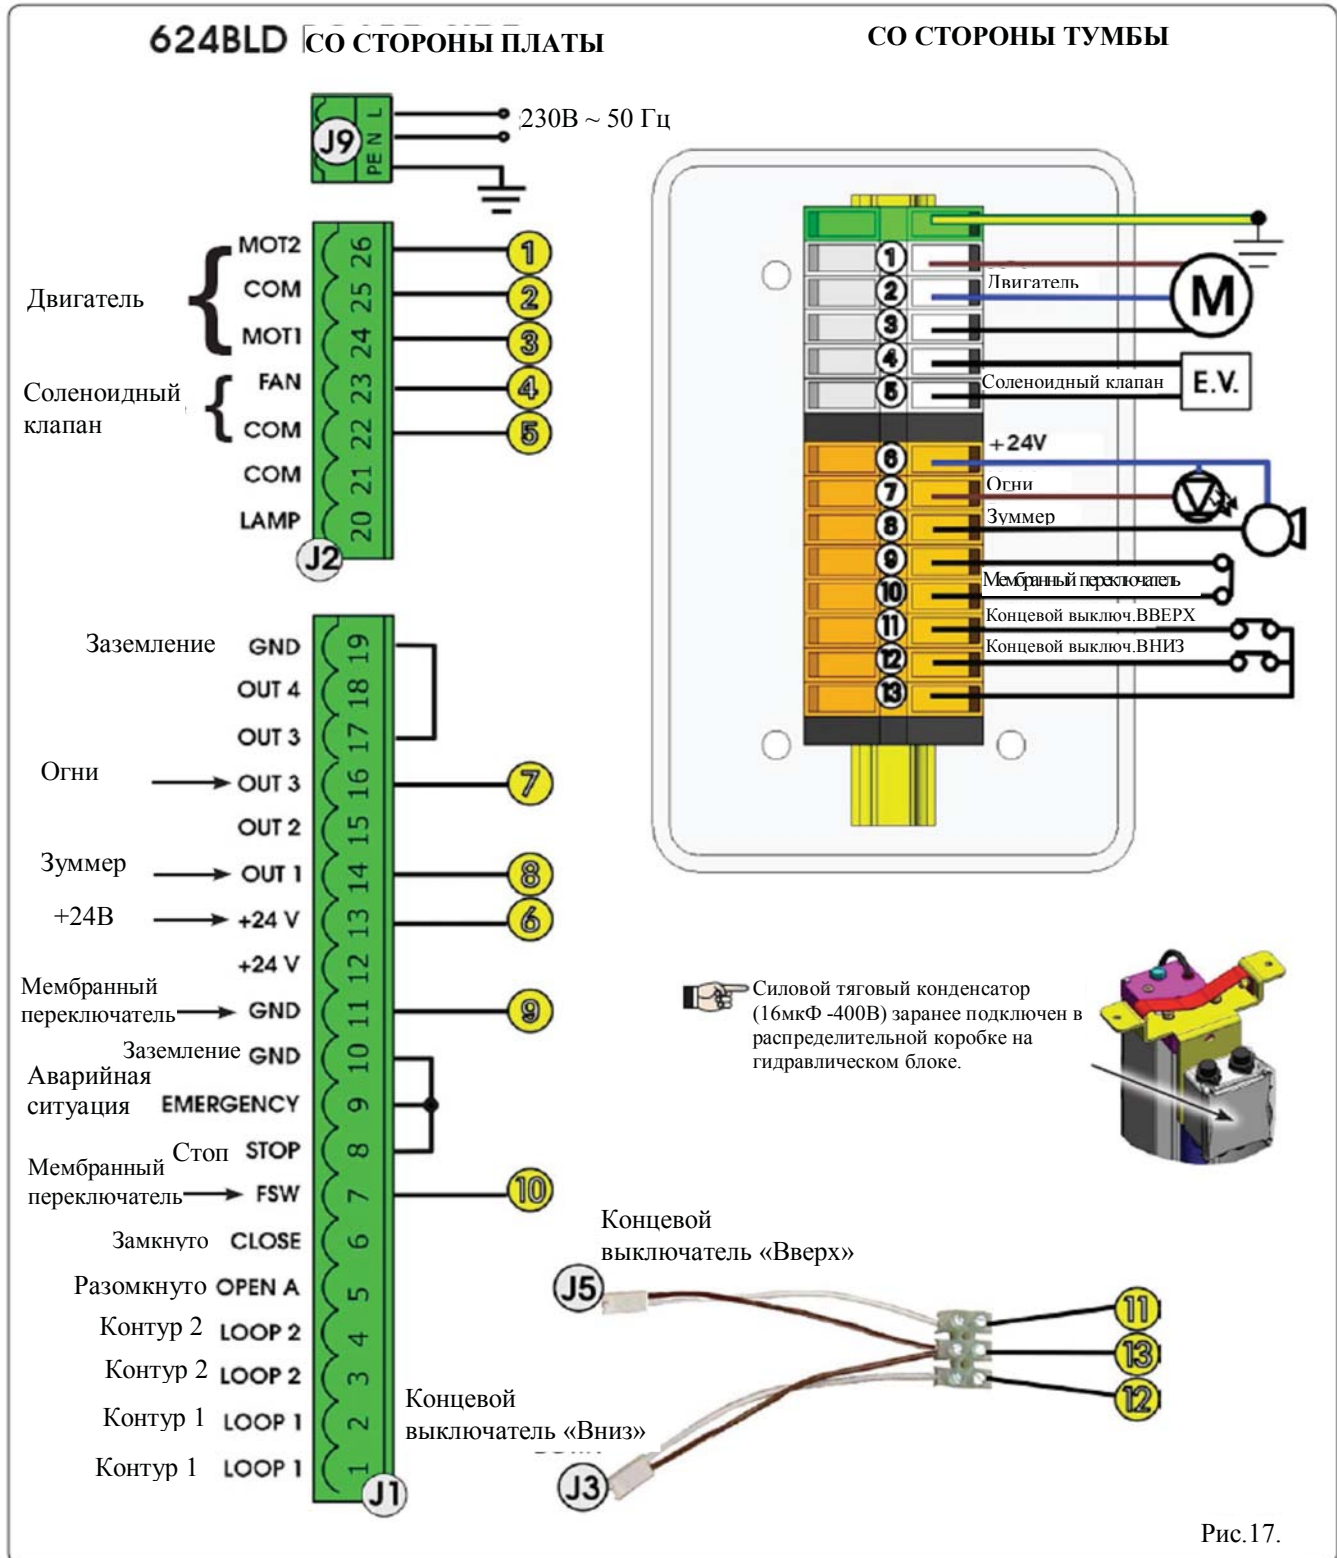 624BLD СО СТОРОНЫ ПЛАТЫ
СО СТОРОНЫ ТУМБЫ
J9
PE N L
230В ~ 50 Гц
Двигатель
MOT2 26 1
COM 25 2
MOT1 24 3
Соленоидный
клапан
FAN 23 4
COM 22 5
COM 21
LAMP 20
J2
Заземление GND 19
OUT 4 18
OUT 3 17
Огни OUT 3 16 7
OUT 2 15
Зуммер OUT 1 14 8
+24В +24 V 13 6
+24 V 12
Мембранный
переключатель GND 11 9
Заземление GND 10
Аварийная
ситуация EMERGENCY 9
Стоп STOP 8
Мембранный
переключатель FSW 7 10
Замкнуто CLOSE 6
Разомкнуто OPEN A 5
Контур 2 LOOP 2 4
Контур 2 LOOP 2 3
Контур 1 LOOP 1 2
Контур 1 LOOP 1 1
J1
1
2 Двигатель
M
3
4
5 Соленоидный клапан
E.V.
6 +24V
7 Огни
8 Зуммер
9
10 Мембранный переключатель
11 Концевой выключ.ВВЕРХ
12 Концевой выключ.ВНИЗ
13
Силовой тяговый конденсатор
(16мкФ -400В) заранее подключен в
распределительной коробке на
гидравлическом блоке.
Концевой
выключатель «Вверх»
J5
11
13
12
Концевой
выключатель «Вниз»
J3
Рис.17.